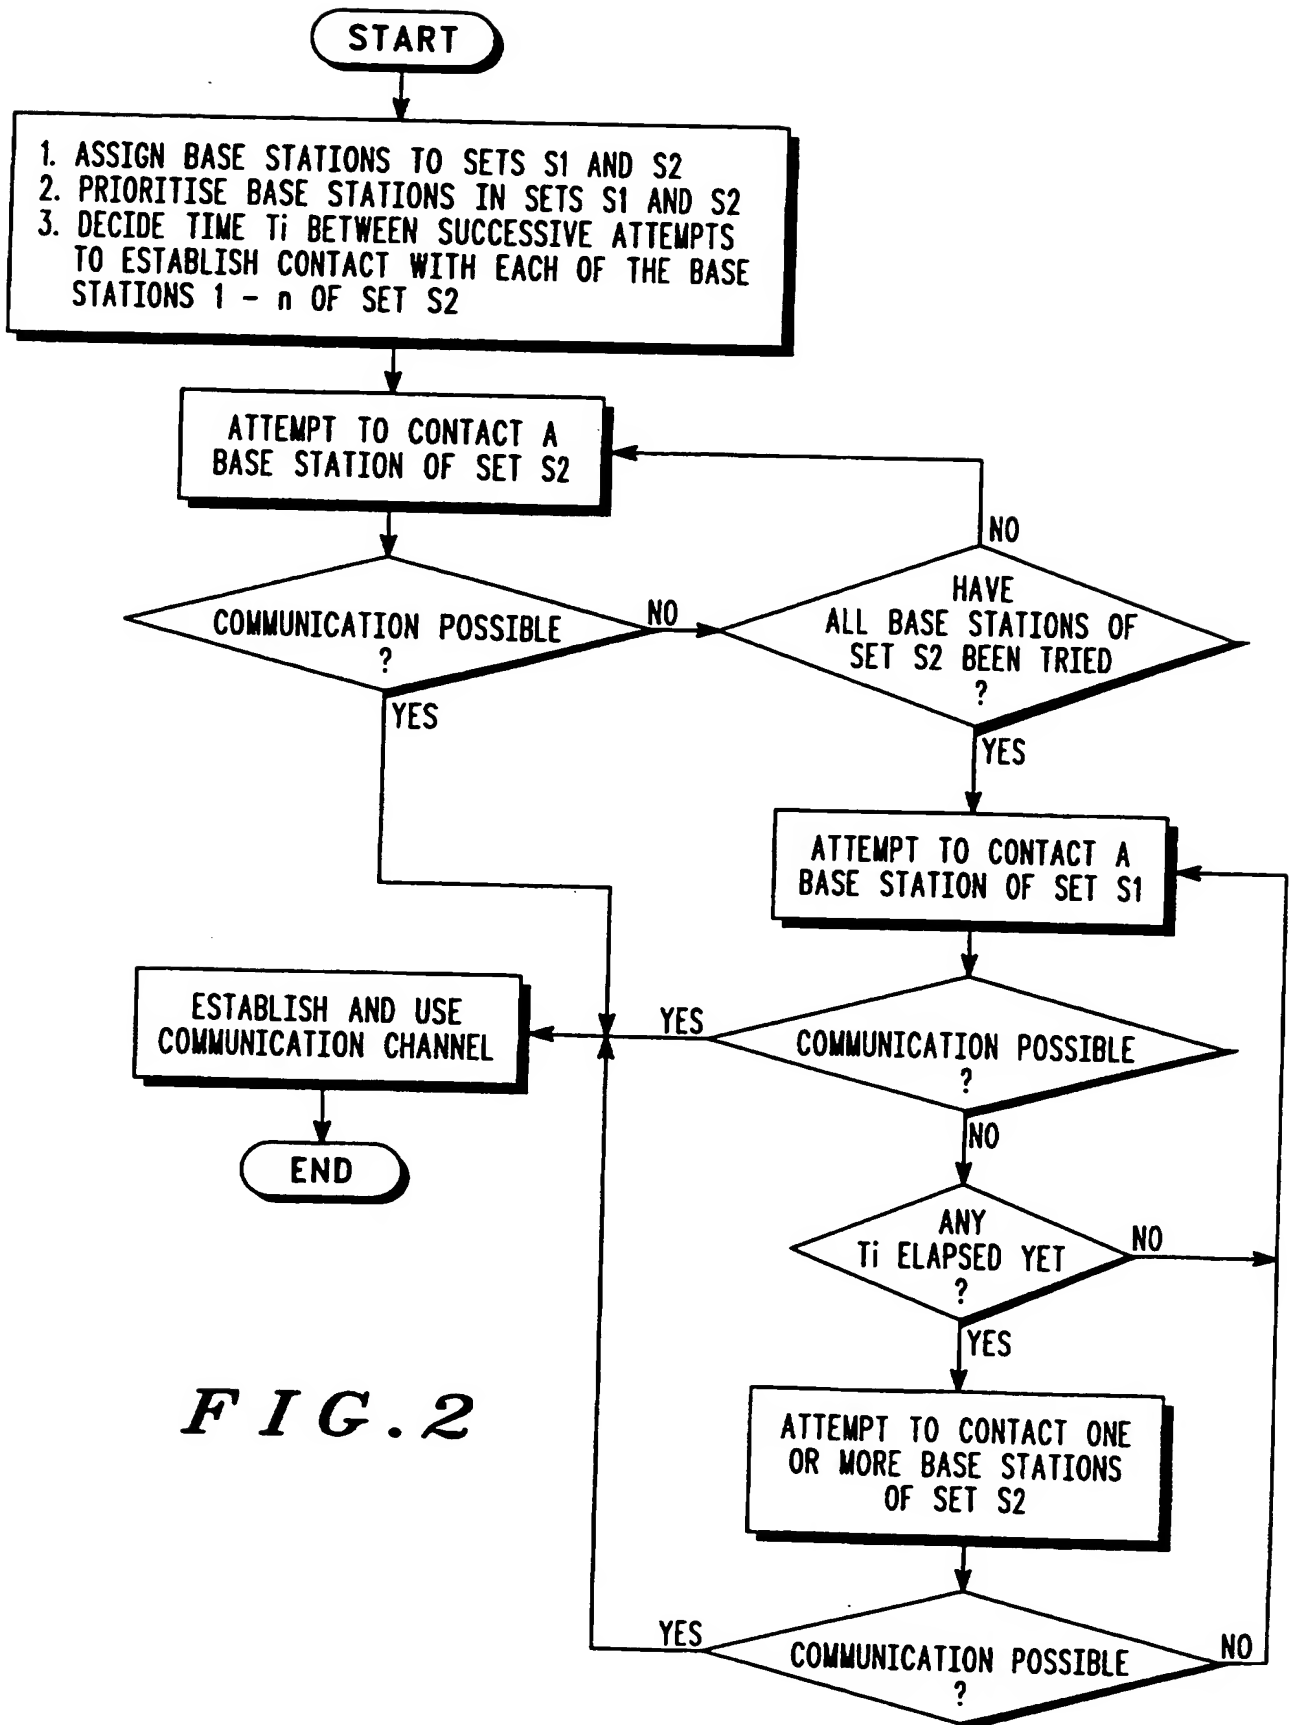 START
1. ASSIGN BASE STATIONS TO SETS S1 AND S2
2. PRIORITISE BASE STATIONS IN SETS S1 AND S2
3. DECIDE TIME Ti BETWEEN SUCCESSIVE ATTEMPTS
TO ESTABLISH CONTACT WITH EACH OF THE BASE
STATIONS 1 - n OF SET S2
ATTEMPT TO CONTACT A
BASE STATION OF SET S2
COMMUNICATION POSSIBLE
?
NO
YES
NO
HAVE
ALL BASE STATIONS OF
SET S2 BEEN TRIED
?
YES
ATTEMPT TO CONTACT A
BASE STATION OF SET S1
COMMUNICATION POSSIBLE
?
YES
NO
ESTABLISH AND USE
COMMUNICATION CHANNEL
END
ANY
Ti ELAPSED YET
?
NO
YES
ATTEMPT TO CONTACT ONE
OR MORE BASE STATIONS
OF SET S2
COMMUNICATION POSSIBLE
?
YES
NO
FIG.2